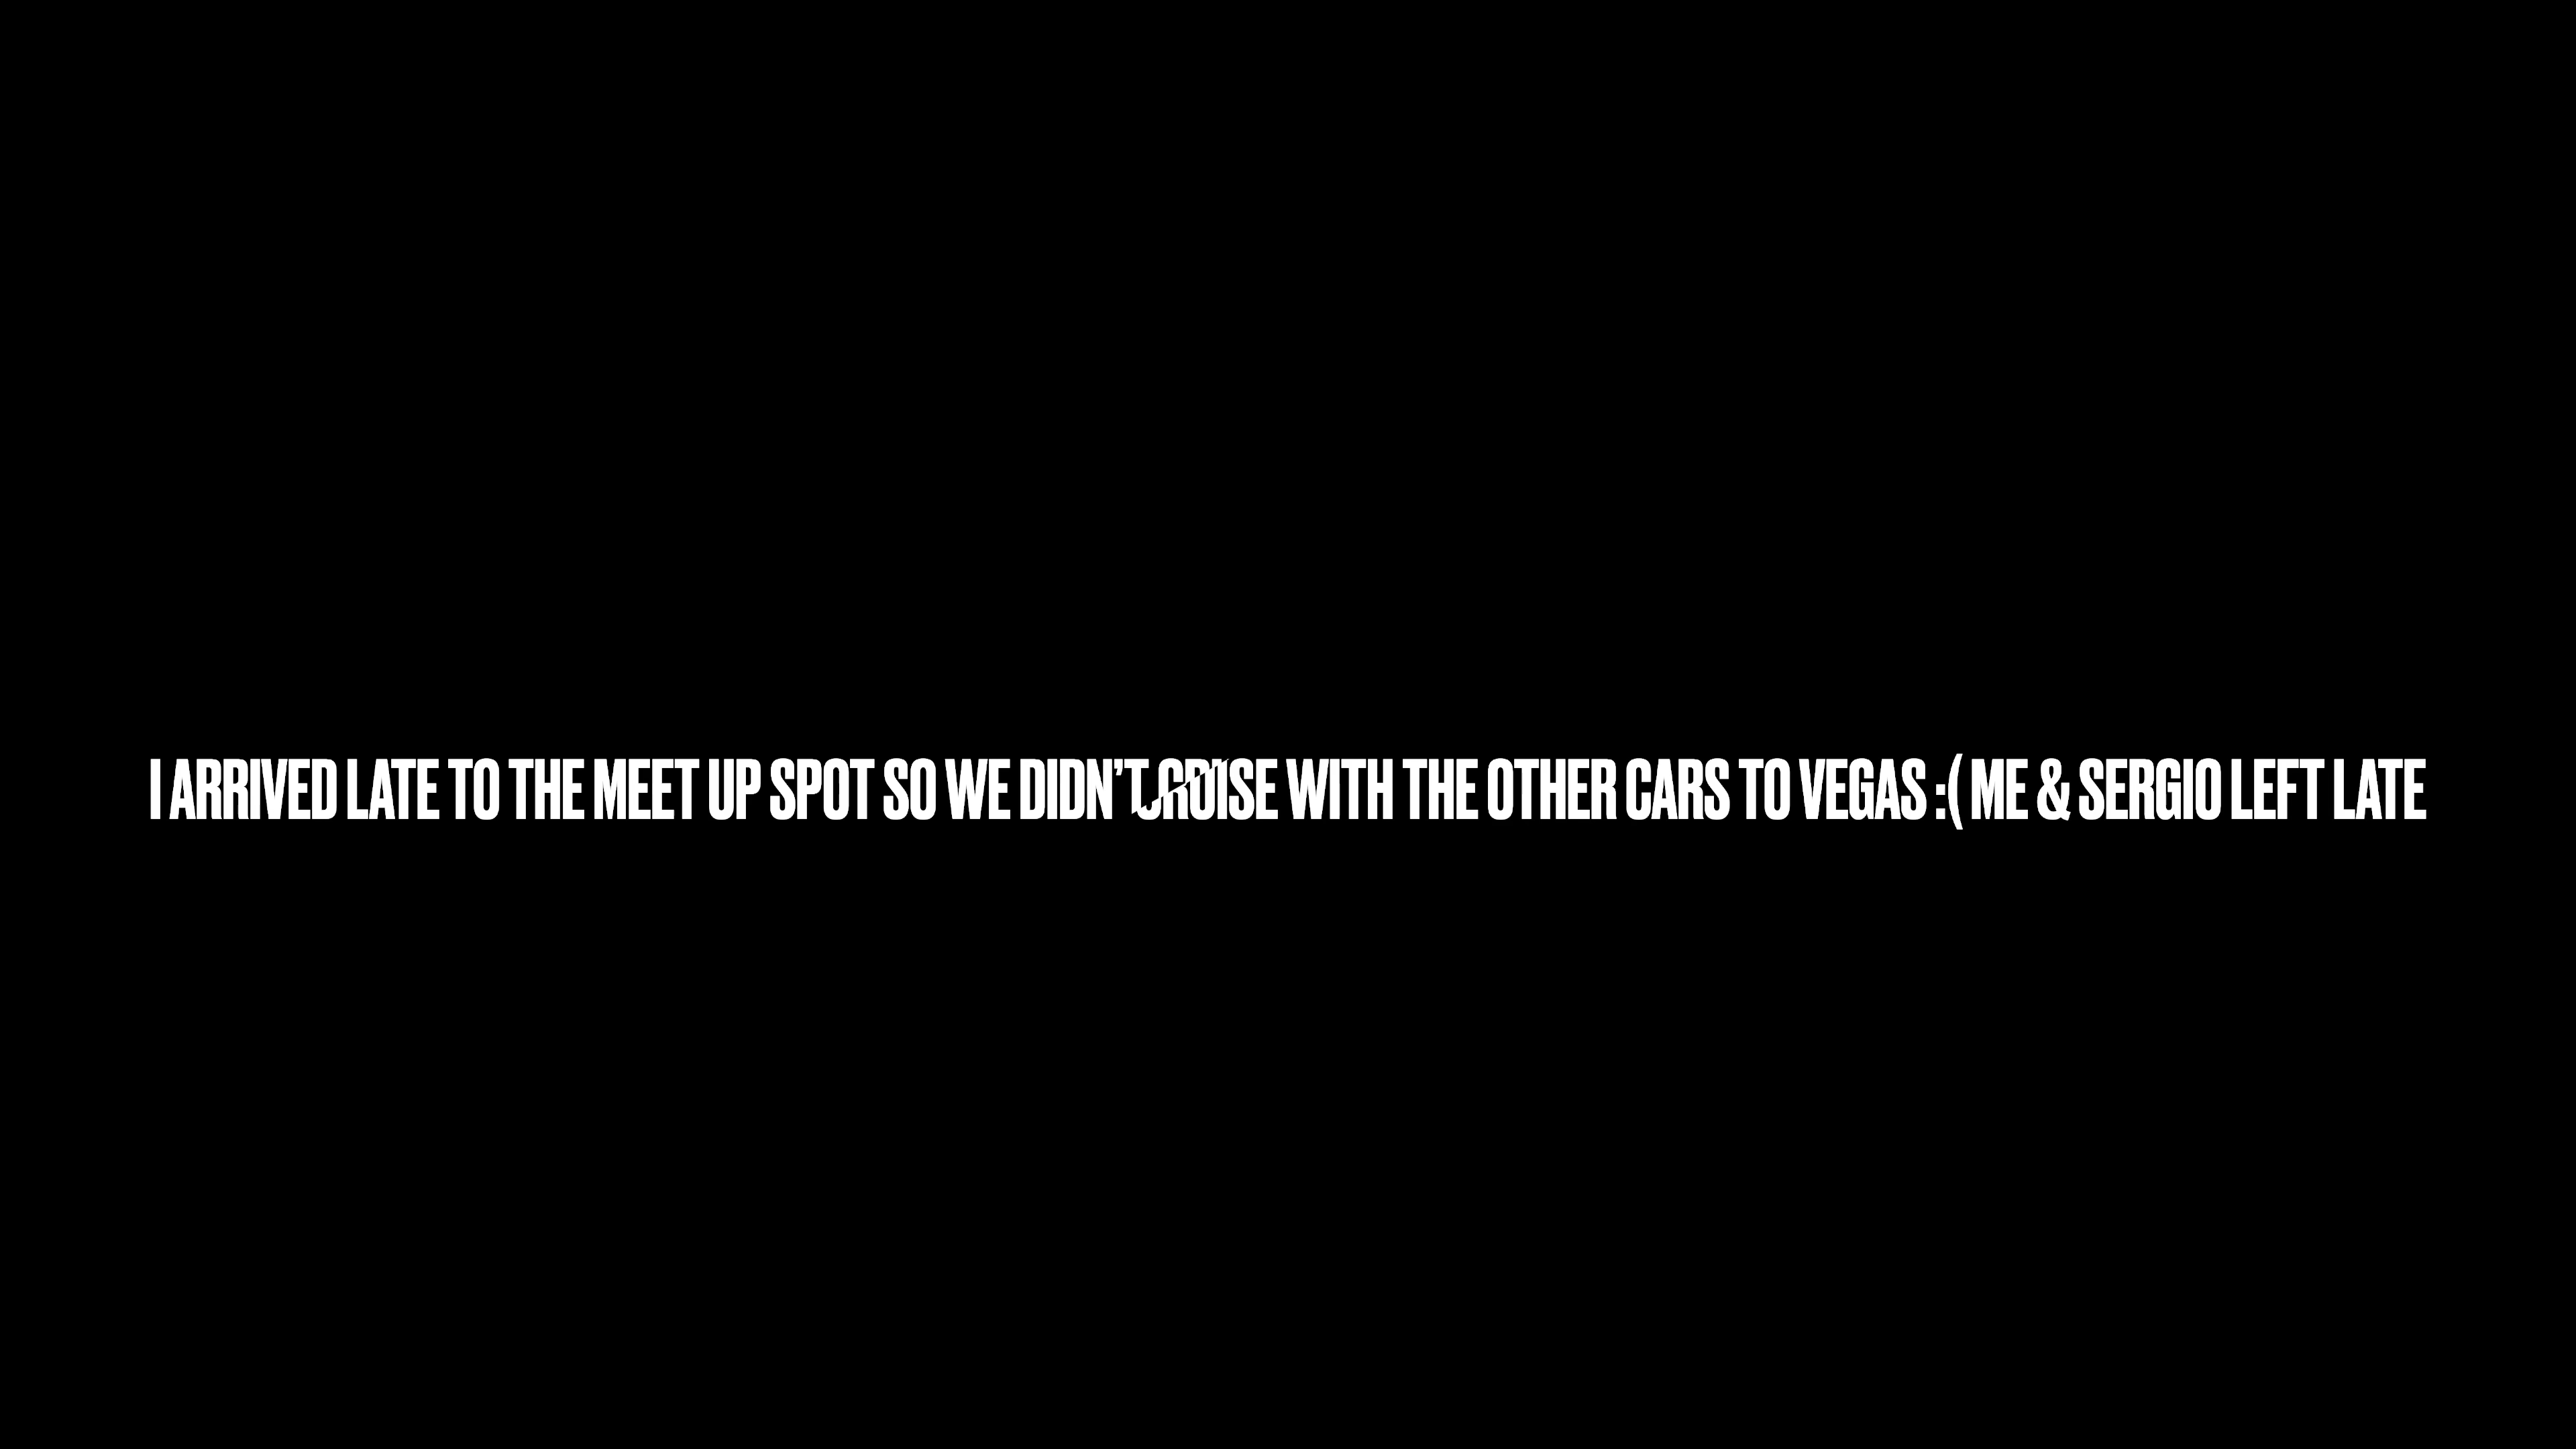 I ARRIVED LATE TO THE MEET UP SPOT SO WE DIDN'T CRUISE WITH THE OTHER CARS TO VEGAS :( ME & SERGIO LEFT LATE